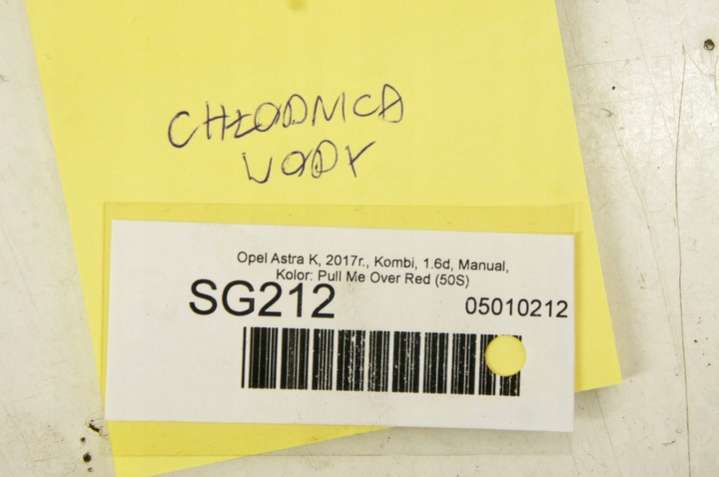 CHŁODNICA
WODY
Opel Astra K, 2017r., Kombi, 1.6d, Manual,
Kolor: Pull Me Over Red (50S)
SG212 05010212